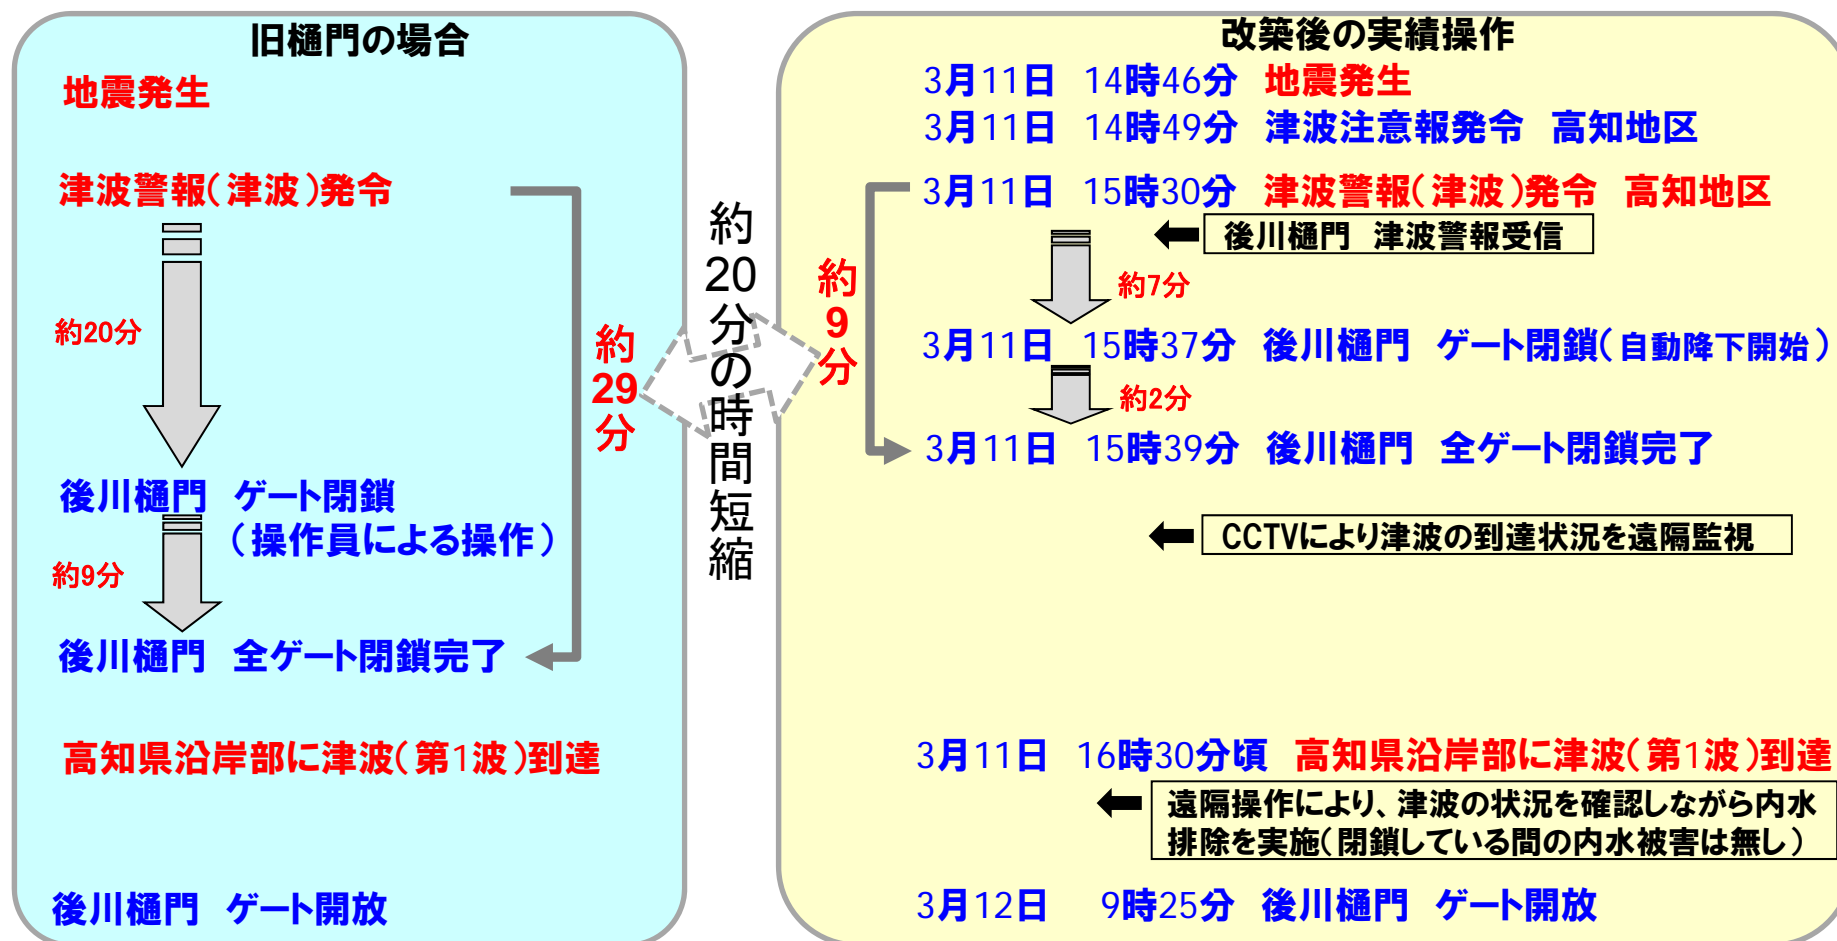 旧樋門の場合
地震発生
津波警報(津波)発令
約20分
約29分
後川樋門 ゲート閉鎖
(操作員による操作)
約9分
後川樋門 全ゲート閉鎖完了
高知県沿岸部に津波(第1波)到達
後川樋門 ゲート開放
約20分の時間短縮
改築後の実績操作
3月11日 14時46分 地震発生
3月11日 14時49分 津波注意報発令 高知地区
3月11日 15時30分 津波警報(津波)発令 高知地区
後川樋門 津波警報受信
約9分
約7分
3月11日 15時37分 後川樋門 ゲート閉鎖(自動降下開始)
約2分
3月11日 15時39分 後川樋門 全ゲート閉鎖完了
CCTVにより津波の到達状況を遠隔監視
3月11日 16時30分頃 高知県沿岸部に津波(第1波)到達
遠隔操作により、津波の状況を確認しながら内水
排除を実施(閉鎖している間の内水被害は無し)
3月12日 9時25分 後川樋門 ゲート開放